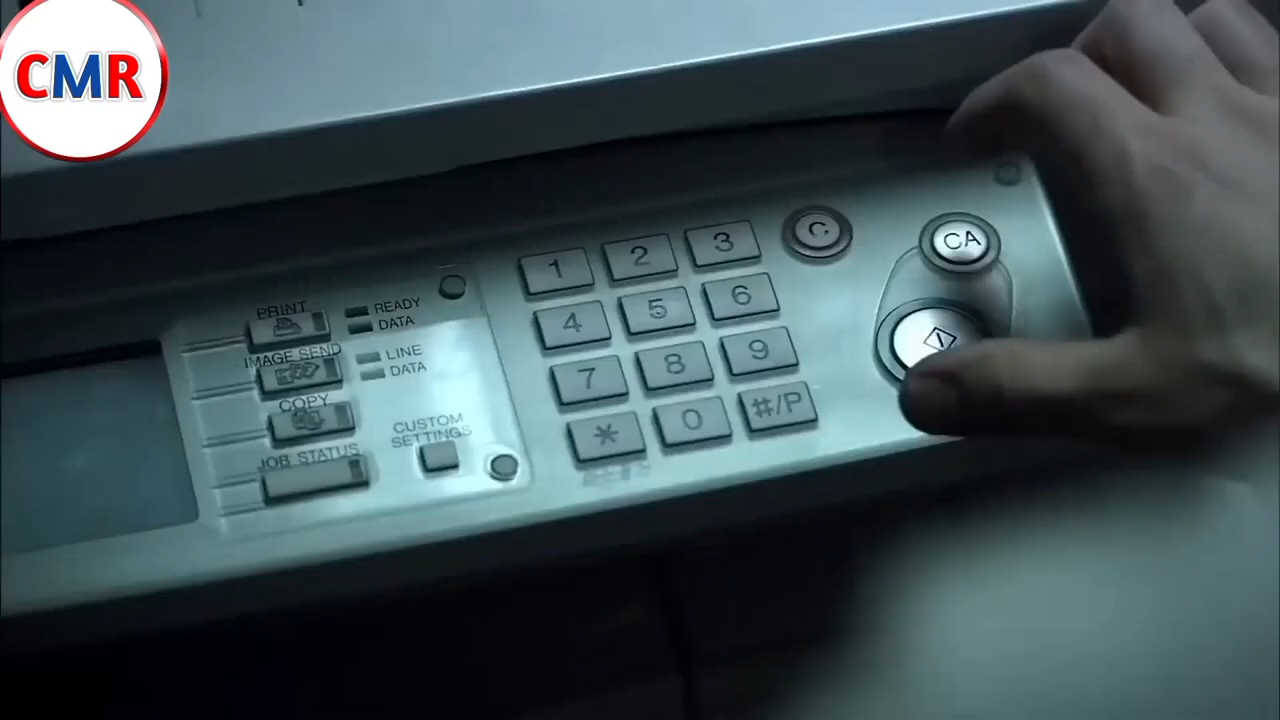 CMR
PRINT
READY
DATA
IMAGE SEND
LINE
DATA
COPY
CUSTOM
SETTINGS
JOB STATUS
1 2 3
4 5 6
7 8 9
* 0 #/P
C
CA